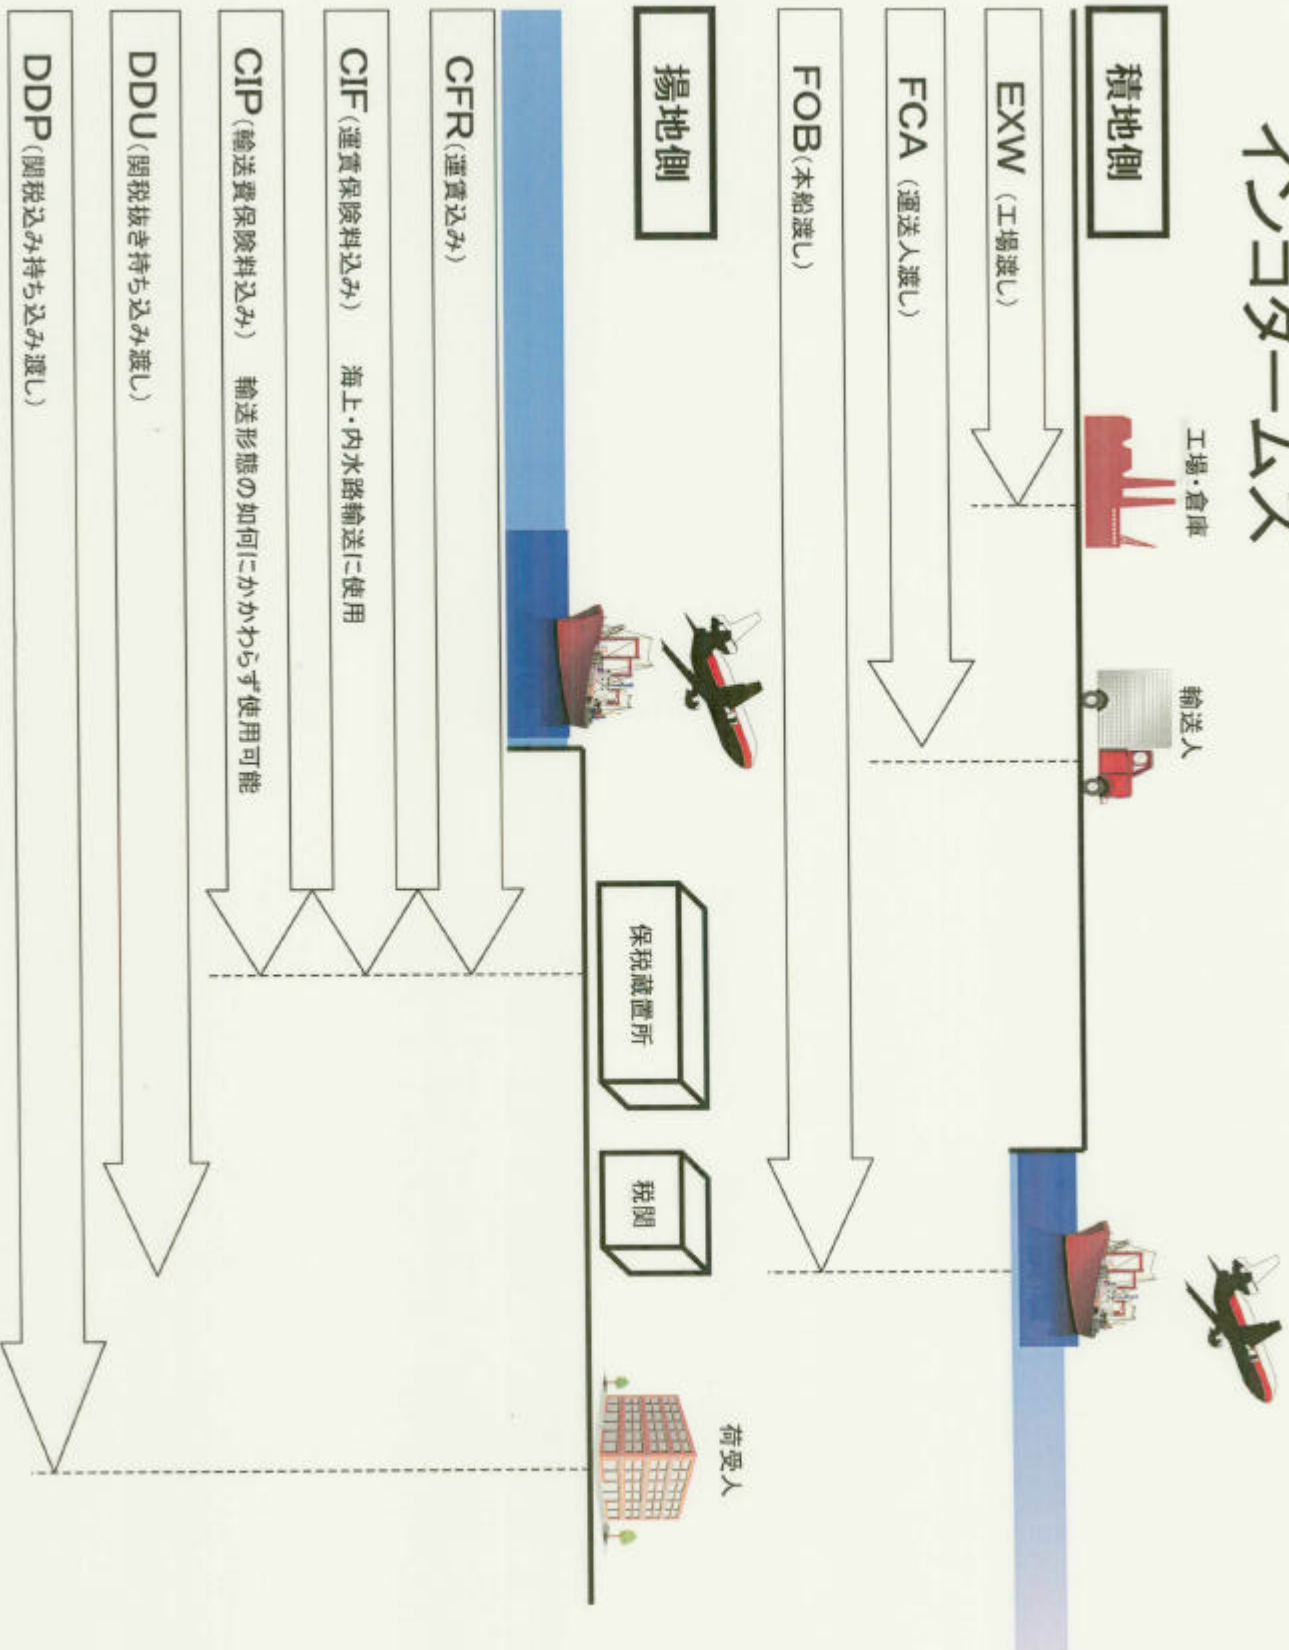 インコタームズ
積地側
工場・倉庫
輸送人
EXW（工場渡し）
FCA （運送人渡し）
FOB（本船渡し）
揚地側
保税蔵置所
税関
荷受人
CFR（運賃込み）
CIF（運賃保険料込み） 海上・内水路輸送に使用
CIP（輸送費保険料込み） 輸送形態の如何にかかわらず使用可能
DDU（関税抜き持ち込み渡し）
DDP（関税込み持ち込み渡し）